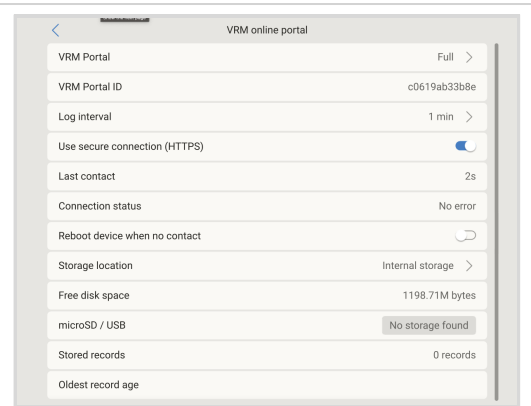 VRM online portal
VRM Portal Full
VRM Portal ID c0619ab33b8e
Log interval 1 min
Use secure connection (HTTPS)
Last contact 2s
Connection status No error
Reboot device when no contact
Storage location Internal storage
Free disk space 1198.71M bytes
microSD / USB No storage found
Stored records 0 records
Oldest record age